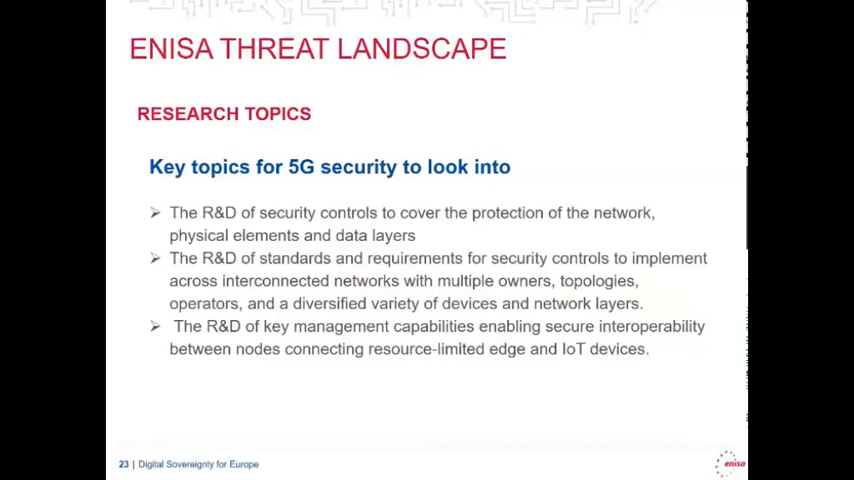 ENISA THREAT LANDSCAPE
RESEARCH TOPICS
Key topics for 5G security to look into
➢ The R&D of security controls to cover the protection of the network,
physical elements and data layers
➢ The R&D of standards and requirements for security controls to implement
across interconnected networks with multiple owners, topologies,
operators, and a diversified variety of devices and network layers.
➢ The R&D of key management capabilities enabling secure interoperability
between nodes connecting resource-limited edge and IoT devices.
23 | Digital Sovereignty for Europe
enisa